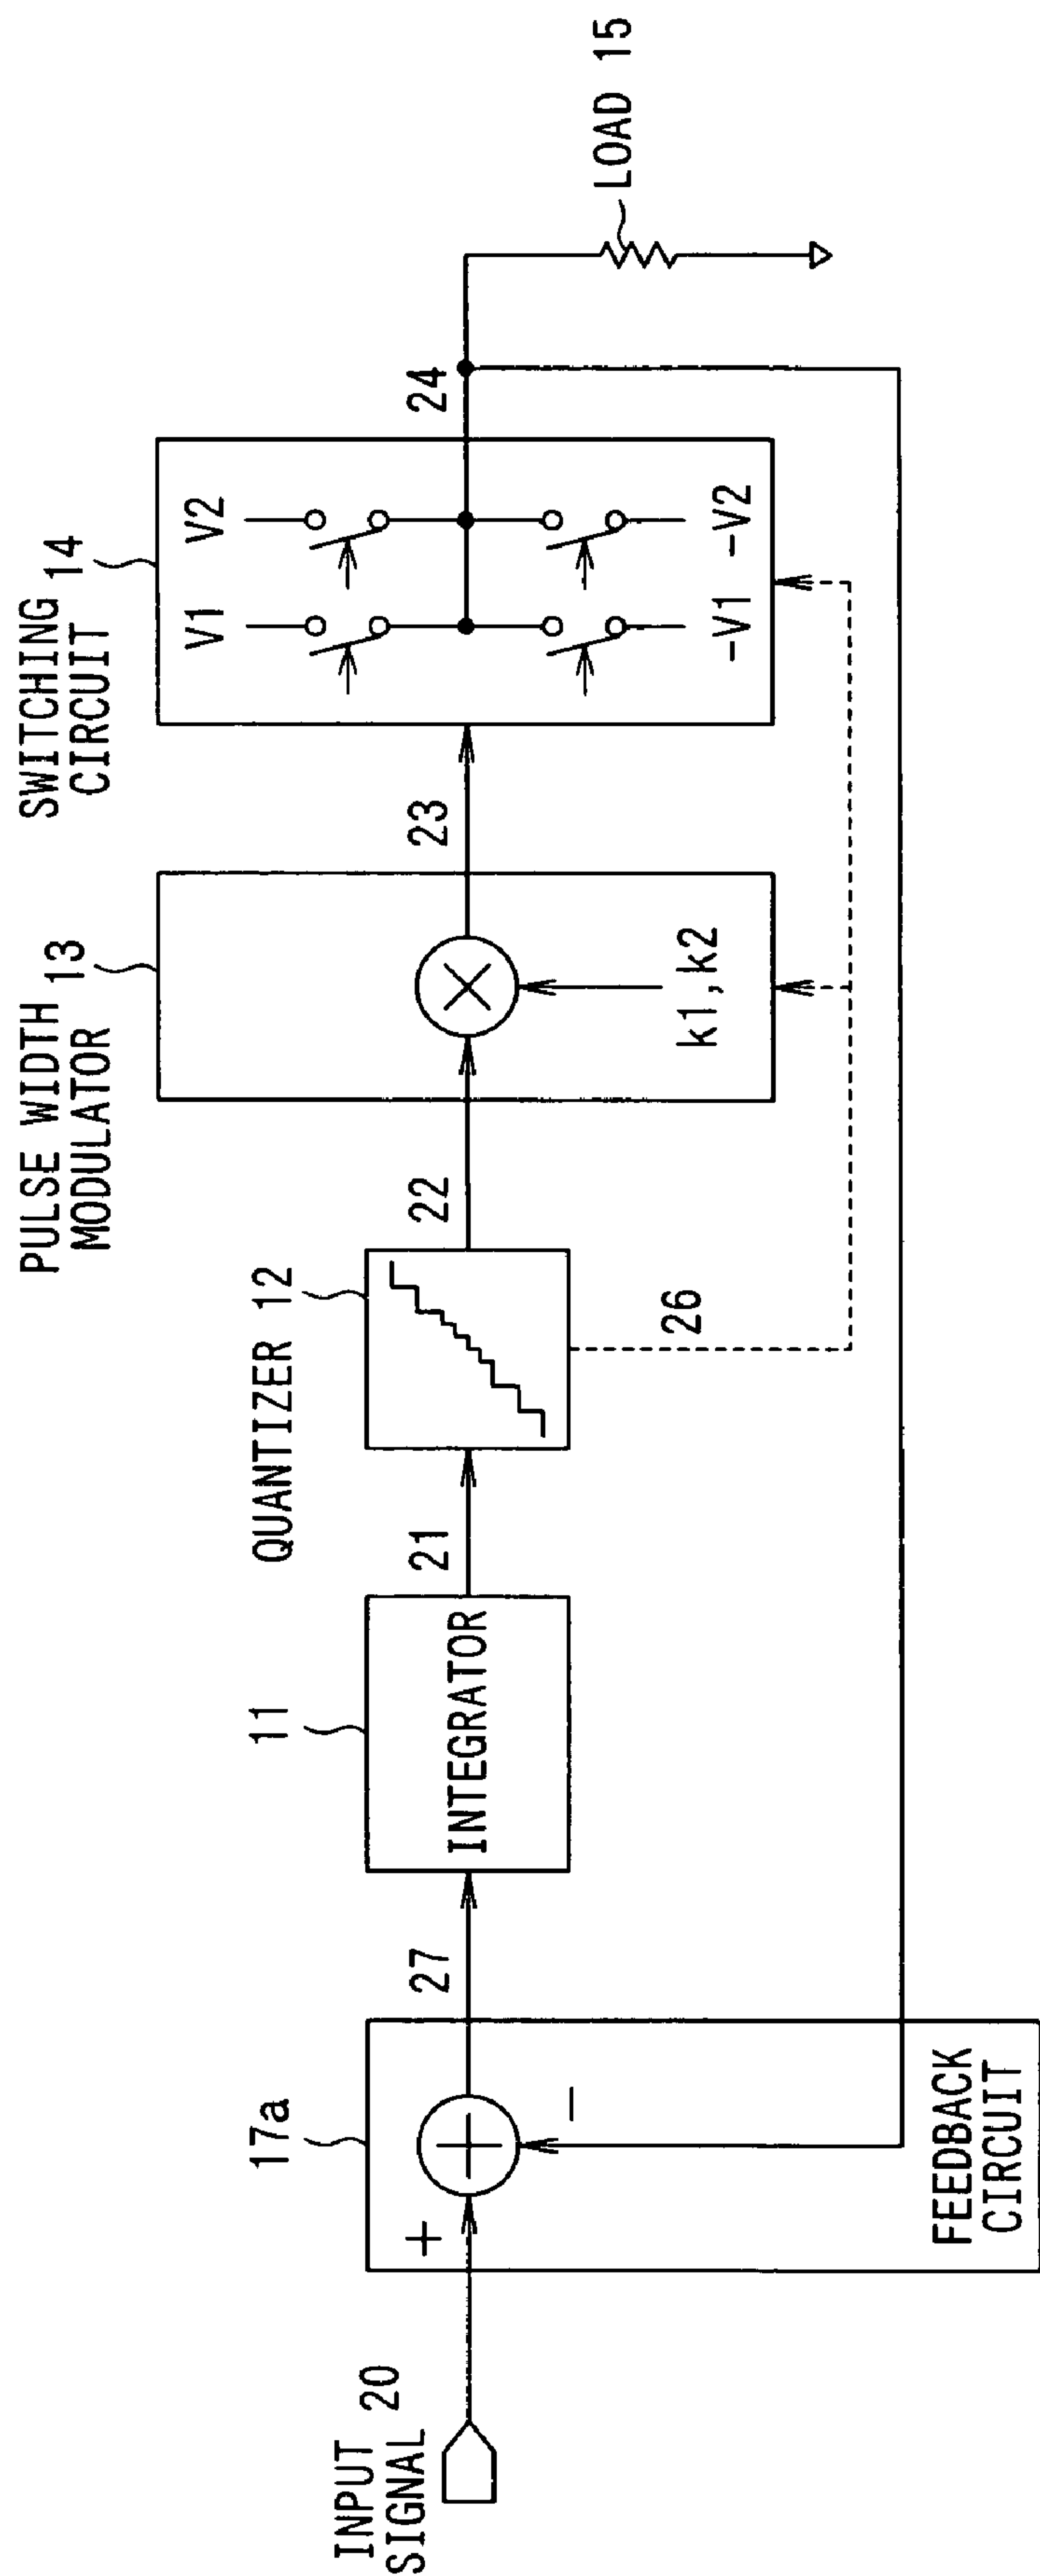 INPUT 20
SIGNAL
17a
+
-
FEEDBACK
CIRCUIT
27
11
INTEGRATOR
21
QUANTIZER 12
22
26
PULSE WIDTH 13
MODULATOR
k1,k2
23
SWITCHING 14
CIRCUIT
V1 V2
-V1 -V2
24
LOAD 15